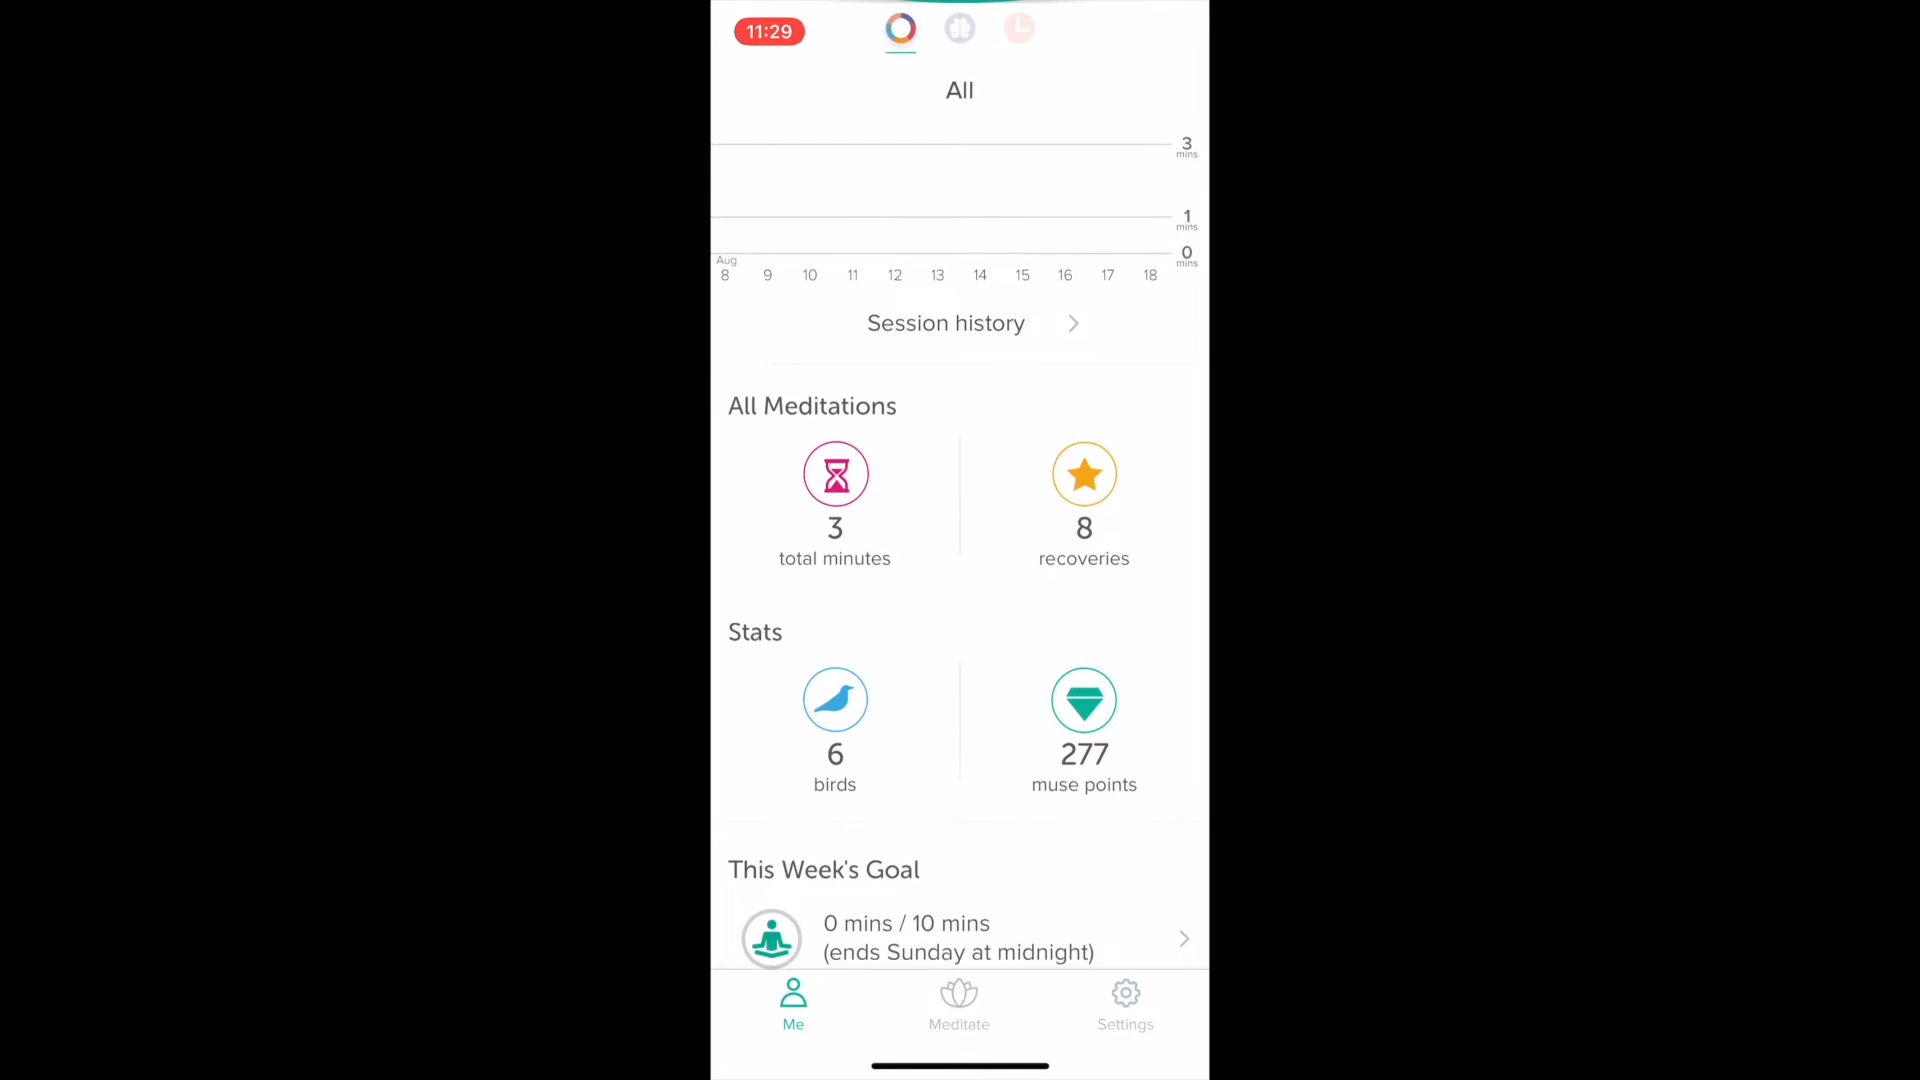 11:29
All
3
mins
1
mins
0
mins
Aug
8 9 10 11 12 13 14 15 16 17 18
Session history
All Meditations
3 8
total minutes recoveries
Stats
6 277
birds muse points
This Week's Goal
0 mins / 10 mins
(ends Sunday at midnight)
Me Meditate Settings